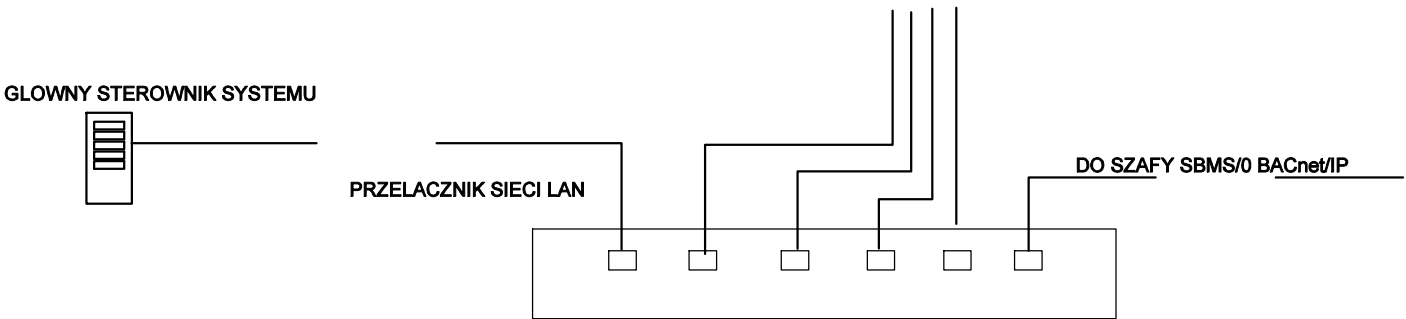 GLOWNY STEROWNIK SYSTEMU
DO SZAFY SBMS/0 BACnet/IP
PRZELACZNIK SIECI LAN